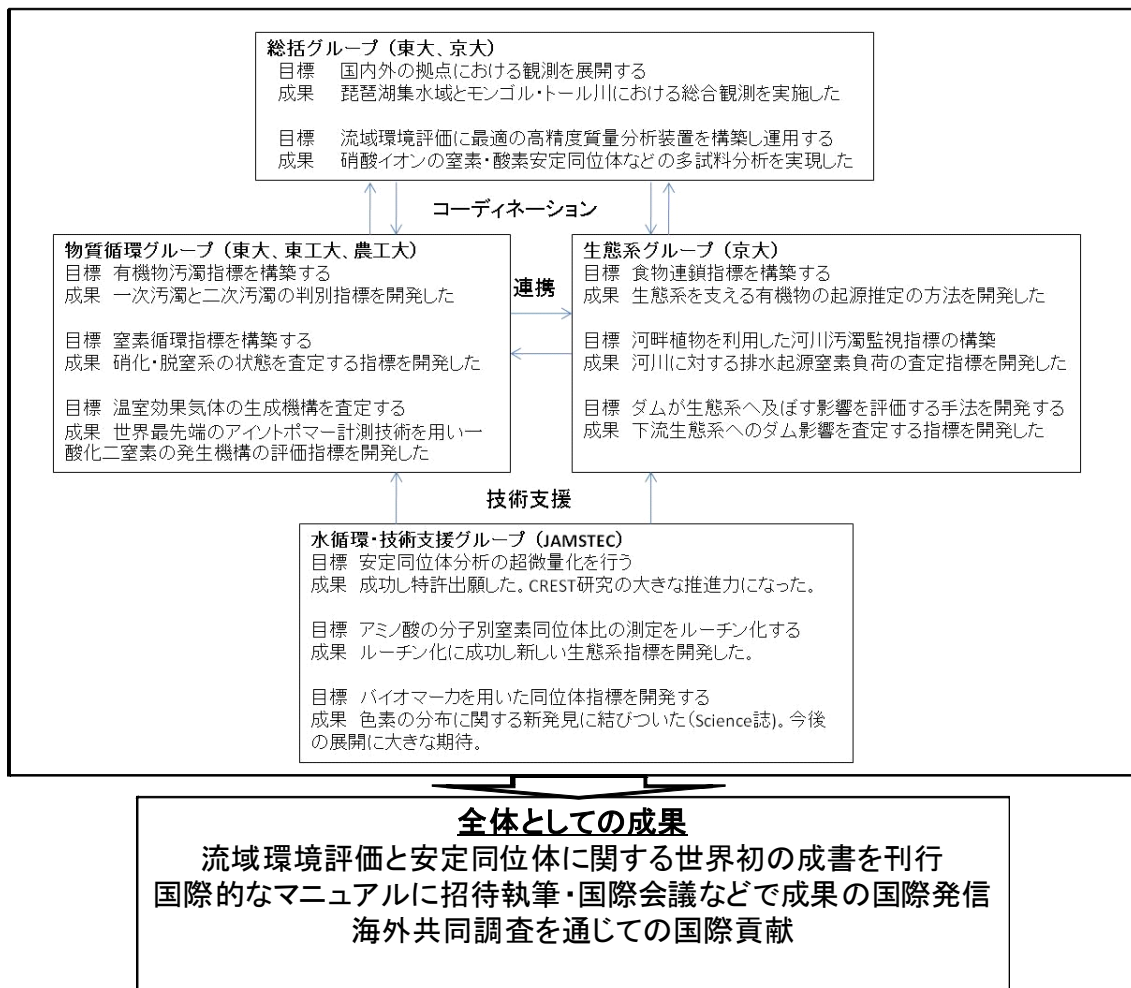 総括グループ（東大、京大）
目標　国内外の拠点における観測を展開する
成果　琵琶湖集水域とモンゴル・トール川における総合観測を実施した
目標　流域環境評価に最適の高精度質量分析装置を構築し運用する
成果　硝酸イオンの窒素・酸素安定同位体などの多試料分析を実現した
コーディネーション
物質循環グループ（東大、東工大、農工大）
目標 有機物汚濁指標を構築する
成果 一次汚濁と二次汚濁の判別指標を開発した
目標 窒素循環指標を構築する
成果 硝化・脱窒系の状態を査定する指標を開発した
目標 温室効果気体の生成機構を査定する
成果 世界最先端のアイソトポマー計測技術を用い一
酸化二窒素の発生機構の評価指標を開発した
連携
生態系グループ（京大）
目標 食物連鎖指標を構築する
成果 生態系を支える有機物の起源推定の方法を開発した
目標 河畔植物を利用した河川汚濁監視指標の構築
成果 河川に対する排水起源窒素負荷の査定指標を開発した
目標 ダムが生態系へ及ぼす影響を評価する手法を開発する
成果 下流生態系へのダム影響を査定する指標を開発した
技術支援
水循環・技術支援グループ（JAMSTEC）
目標 安定同位体分析の超微量化を行う
成果 成功し特許出願した。CREST研究の大きな推進力になった。
目標 アミノ酸の分子別窒素同位体比の測定をルーチン化する
成果 ルーチン化に成功し新しい生態系指標を開発した。
目標 バイオマーカを用いた同位体指標を開発する
成果 色素の分布に関する新発見に結びついた（Science誌）。今後
の展開に大きな期待。
全体としての成果
流域環境評価と安定同位体に関する世界初の成書を刊行
国際的なマニュアルに招待執筆・国際会議などで成果の国際発信
海外共同調査を通じての国際貢献